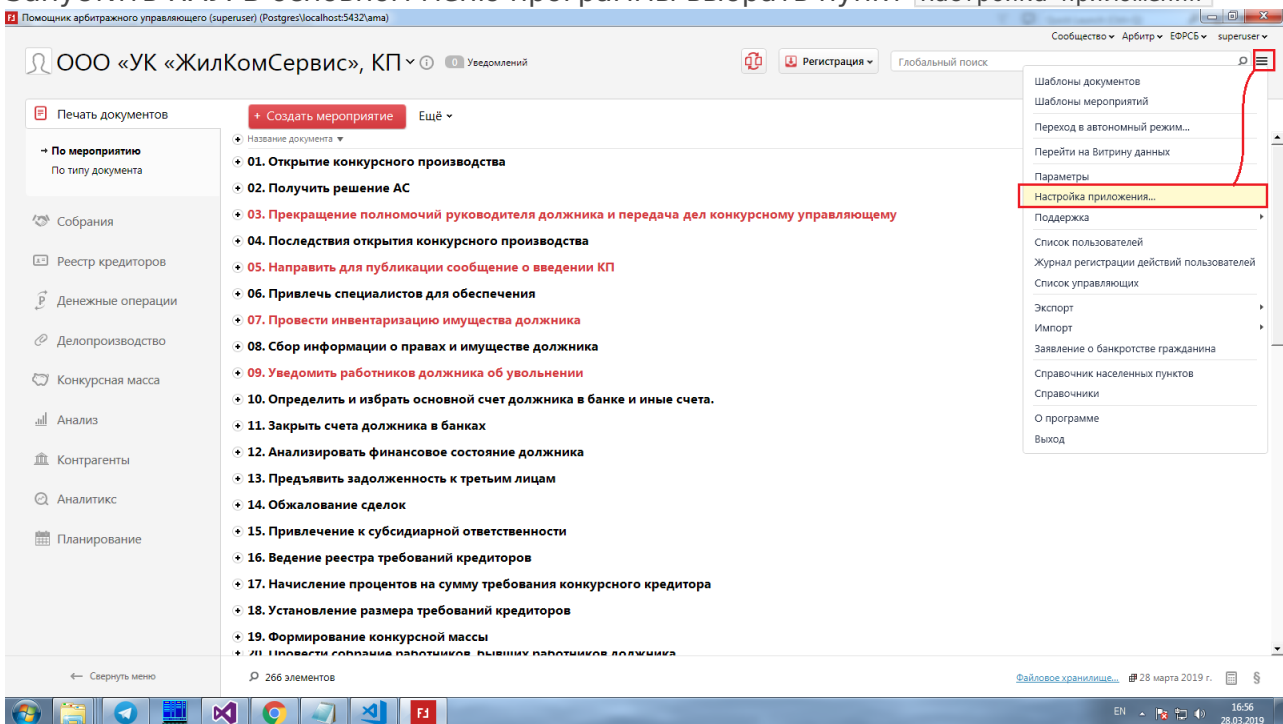 Помощник арбитражного управляющего (superuser) (Postgres\localhost:5432\ama)
Сообщество Арбитр ЕФРСБ superuser
ООО «УК «ЖилКомСервис», КП 0 Уведомлений Регистрация Глобальный поиск
Печать документов
По мероприятию
По типу документа
Собрания
Реестр кредиторов
Денежные операции
Делопроизводство
Конкурсная масса
Анализ
Контрагенты
Аналитикс
Планирование
Свернуть меню
+ Создать мероприятие Ещё
Название документа
01. Открытие конкурсного производства
02. Получить решение АС
03. Прекращение полномочий руководителя должника и передача дел конкурсному управляющему
04. Последствия открытия конкурсного производства
05. Направить для публикации сообщение о введении КП
06. Привлечь специалистов для обеспечения
07. Провести инвентаризацию имущества должника
08. Сбор информации о правах и имуществе должника
09. Уведомить работников должника об увольнении
10. Определить и избрать основной счет должника в банке и иные счета.
11. Закрыть счета должника в банках
12. Анализировать финансовое состояние должника
13. Предъявить задолженность к третьим лицам
14. Обжалование сделок
15. Привлечение к субсидиарной ответственности
16. Ведение реестра требований кредиторов
17. Начисление процентов на сумму требования конкурсного кредитора
18. Установление размера требований кредиторов
19. Формирование конкурсной массы
20. Провести собрание работников, бывших работников должника
Шаблоны документов
Шаблоны мероприятий
Переход в автономный режим...
Перейти на Витрину данных
Параметры
Настройка приложения...
Поддержка
Список пользователей
Журнал регистрации действий пользователей
Список управляющих
Экспорт
Импорт
Заявление о банкротстве гражданина
Справочник населенных пунктов
Справочники
О программе
Выход
266 элементов
Файловое хранилище... 28 марта 2019 г. §
EN 16:56
28.03.2019